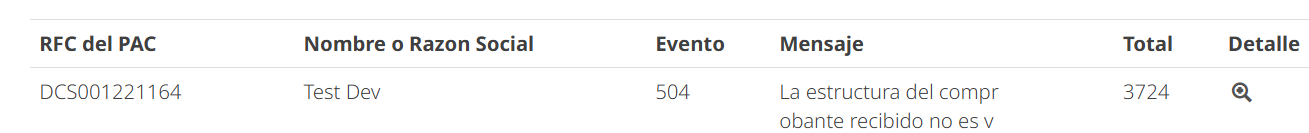 RFC del PAC Nombre o Razon Social Evento Mensaje Total Detalle
DCS001221164 Test Dev 504 La estructura del compr 3724
obante recibido no es v